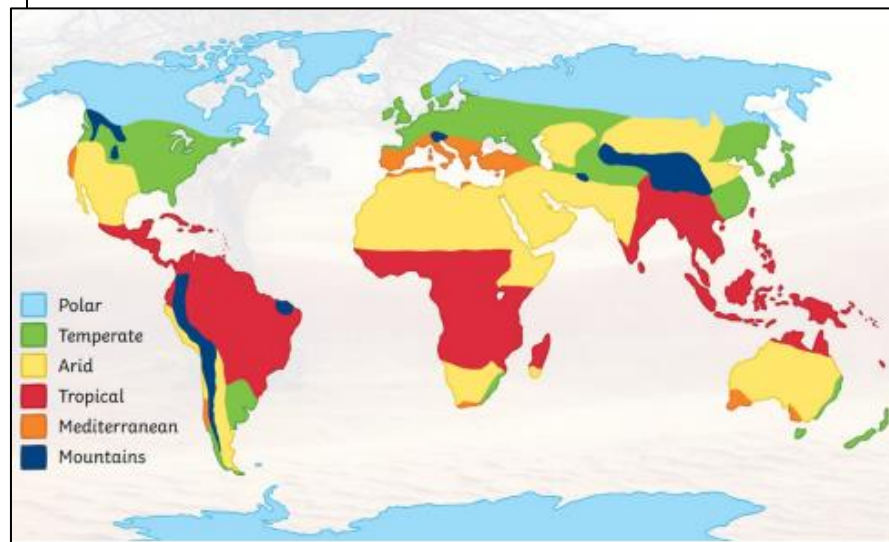 Polar
Temperate
Arid
Tropical
Mediterranean
Mountains